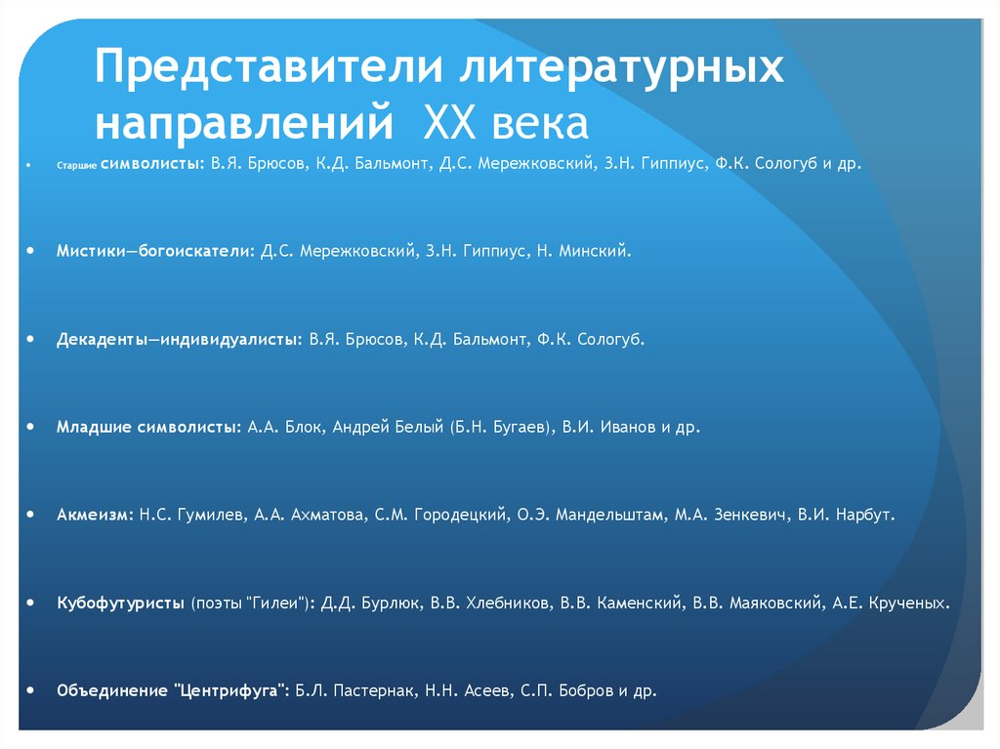 Представители литературных
направлений XX века
• Старшие символисты: В.Я. Брюсов, К.Д. Бальмонт, Д.С. Мережковский, З.Н. Гиппиус, Ф.К. Сологуб и др.
• Мистики—богоискатели: Д.С. Мережковский, З.Н. Гиппиус, Н. Минский.
• Декаденты—индивидуалисты: В.Я. Брюсов, К.Д. Бальмонт, Ф.К. Сологуб.
• Младшие символисты: А.А. Блок, Андрей Белый (Б.Н. Бугаев), В.И. Иванов и др.
• Акмеизм: Н.С. Гумилев, А.А. Ахматова, С.М. Городецкий, О.Э. Мандельштам, М.А. Зенкевич, В.И. Нарбут.
• Кубофутуристы (поэты "Гилеи"): Д.Д. Бурлюк, В.В. Хлебников, В.В. Каменский, В.В. Маяковский, А.Е. Крученых.
• Объединение "Центрифуга": Б.Л. Пастернак, Н.Н. Асеев, С.П. Бобров и др.